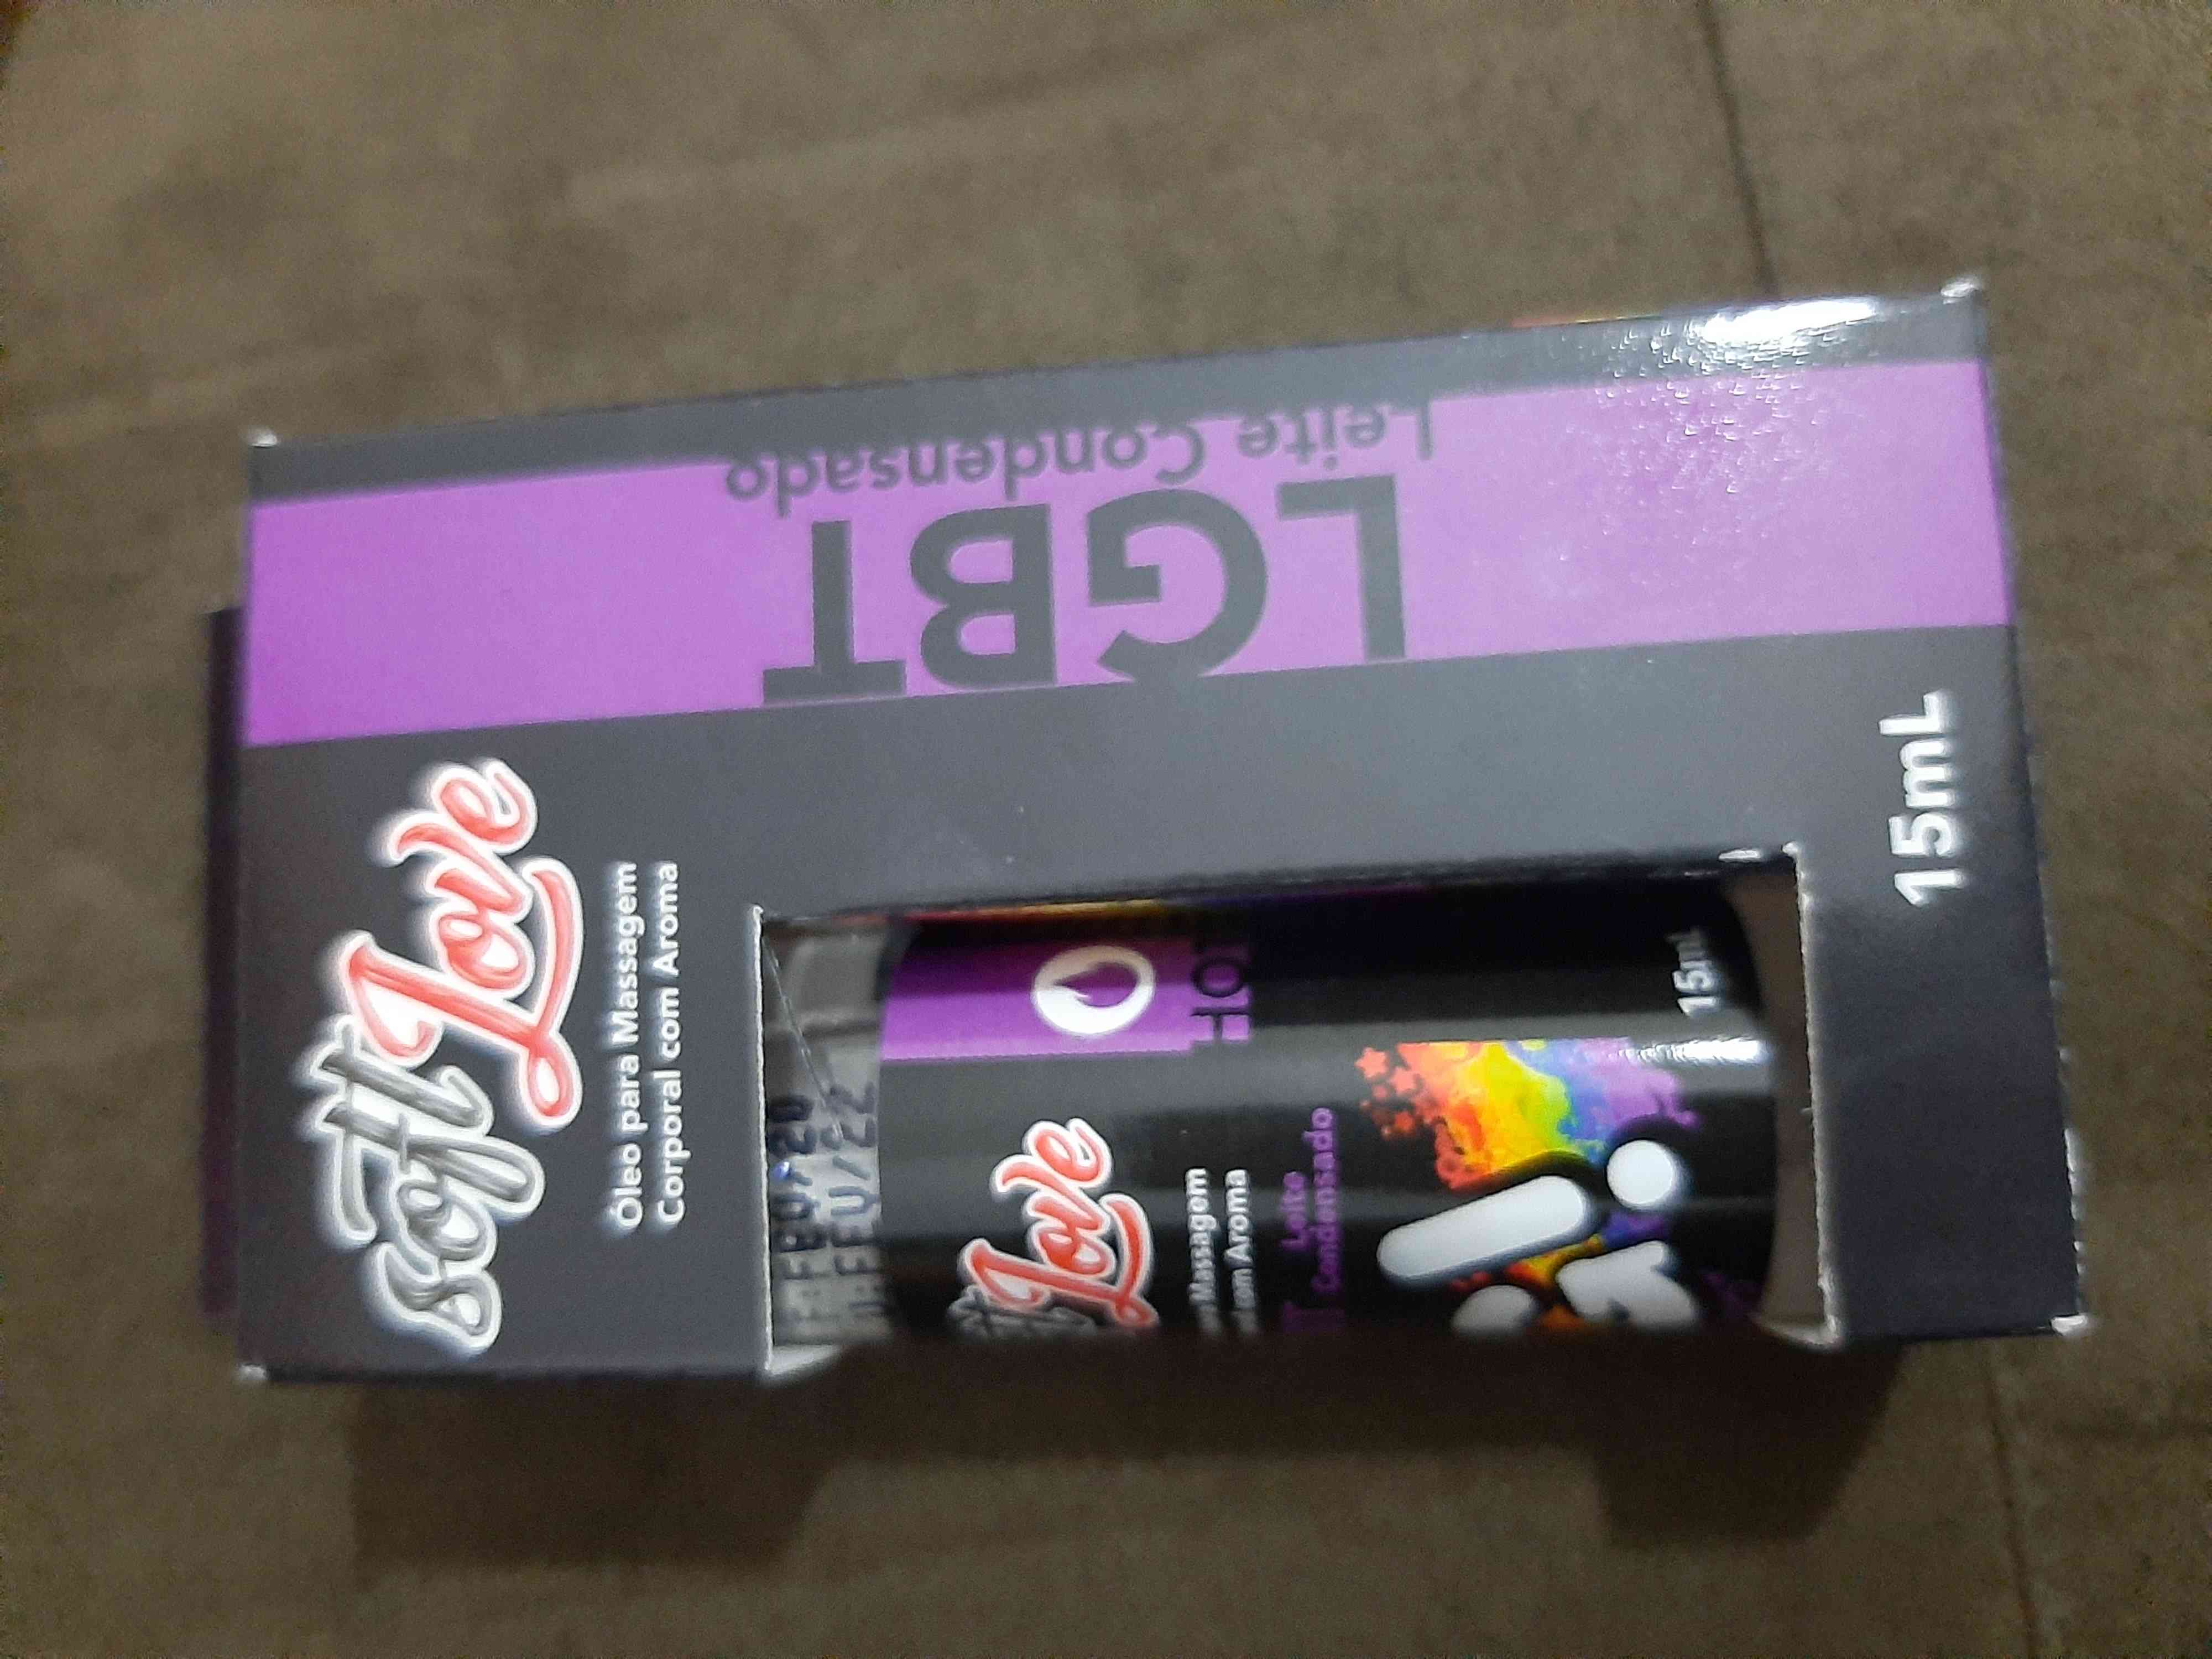 LGBT
Leite Condensado
Soft
Love
Óleo para Massagem
Corporal com Aroma
15mL
HOT
Love
Massagem
com Aroma
Leite
Condensado
15mL